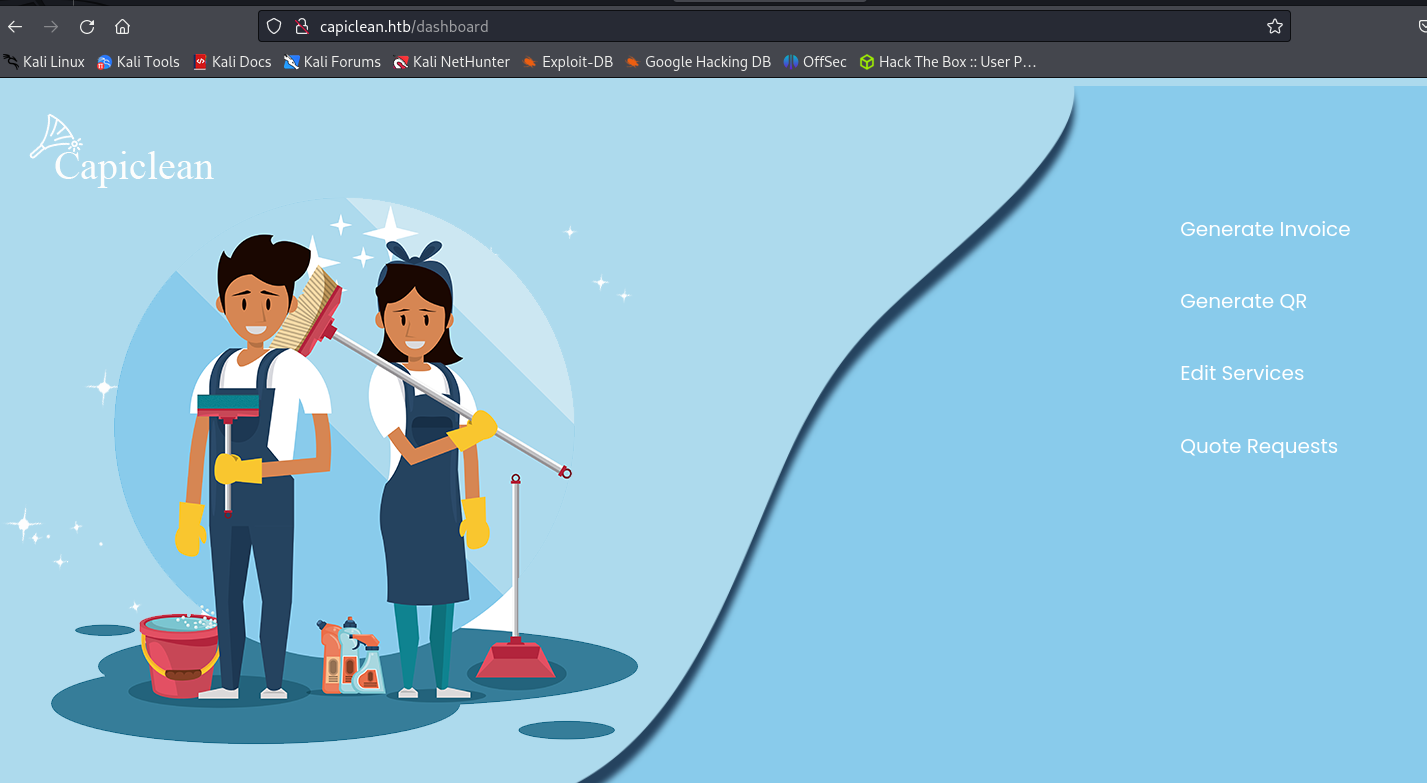 capiclean.htb/dashboard
Kali Linux Kali Tools Kali Docs Kali Forums Kali NetHunter Exploit-DB Google Hacking DB OffSec Hack The Box :: User P…
Capiclean
Generate Invoice
Generate QR
Edit Services
Quote Requests